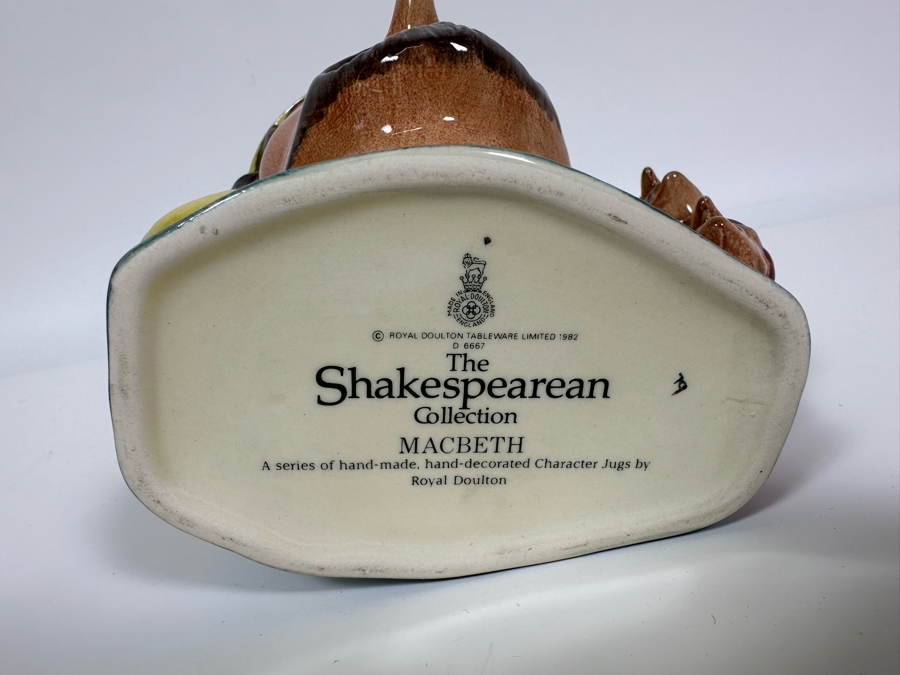 MADE IN ENGLAND
ROYAL DOULTON
ENGLAND
© ROYAL DOULTON TABLEWARE LIMITED 1982
D 6667
The
Shakespearean
Collection
MACBETH
A series of hand-made, hand-decorated Character Jugs by
Royal Doulton